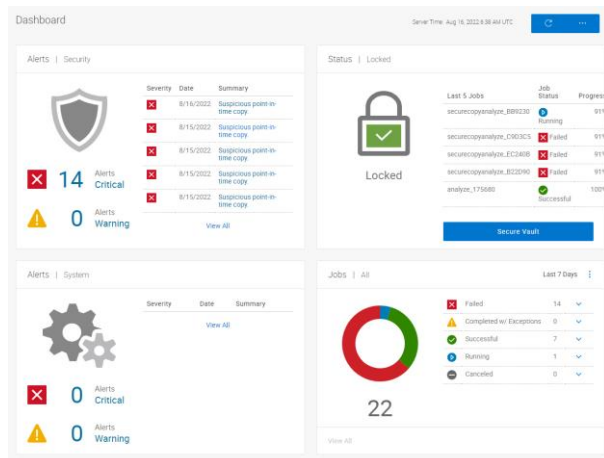 Dashboard
Server Time: Aug 16, 2022 6:38 AM UTC
Alerts | Security
Severity Date Summary
8/16/2022 Suspicious point-in-
time copy.
8/15/2022 Suspicious point-in-
time copy.
8/15/2022 Suspicious point-in-
time copy.
8/15/2022 Suspicious point-in-
time copy.
8/15/2022 Suspicious point-in-
time copy.
14 Alerts
Critical
0 Alerts
Warning
View All
Status | Locked
Locked
Last 5 Jobs Job
Status Progress
securecopyanalyze_BB9230 Running 91%
securecopyanalyze_C9D3C5 Failed 91%
securecopyanalyze_EC240B Failed 91%
securecopyanalyze_B22D90 Failed 91%
analyze_175680 Successful 100%
Secure Vault
Alerts | System
Severity Date Summary
View All
0 Alerts
Critical
0 Alerts
Warning
Jobs | All
Last 7 Days
22
Failed 14
Completed w/ Exceptions 0
Successful 7
Running 1
Canceled 0
View All